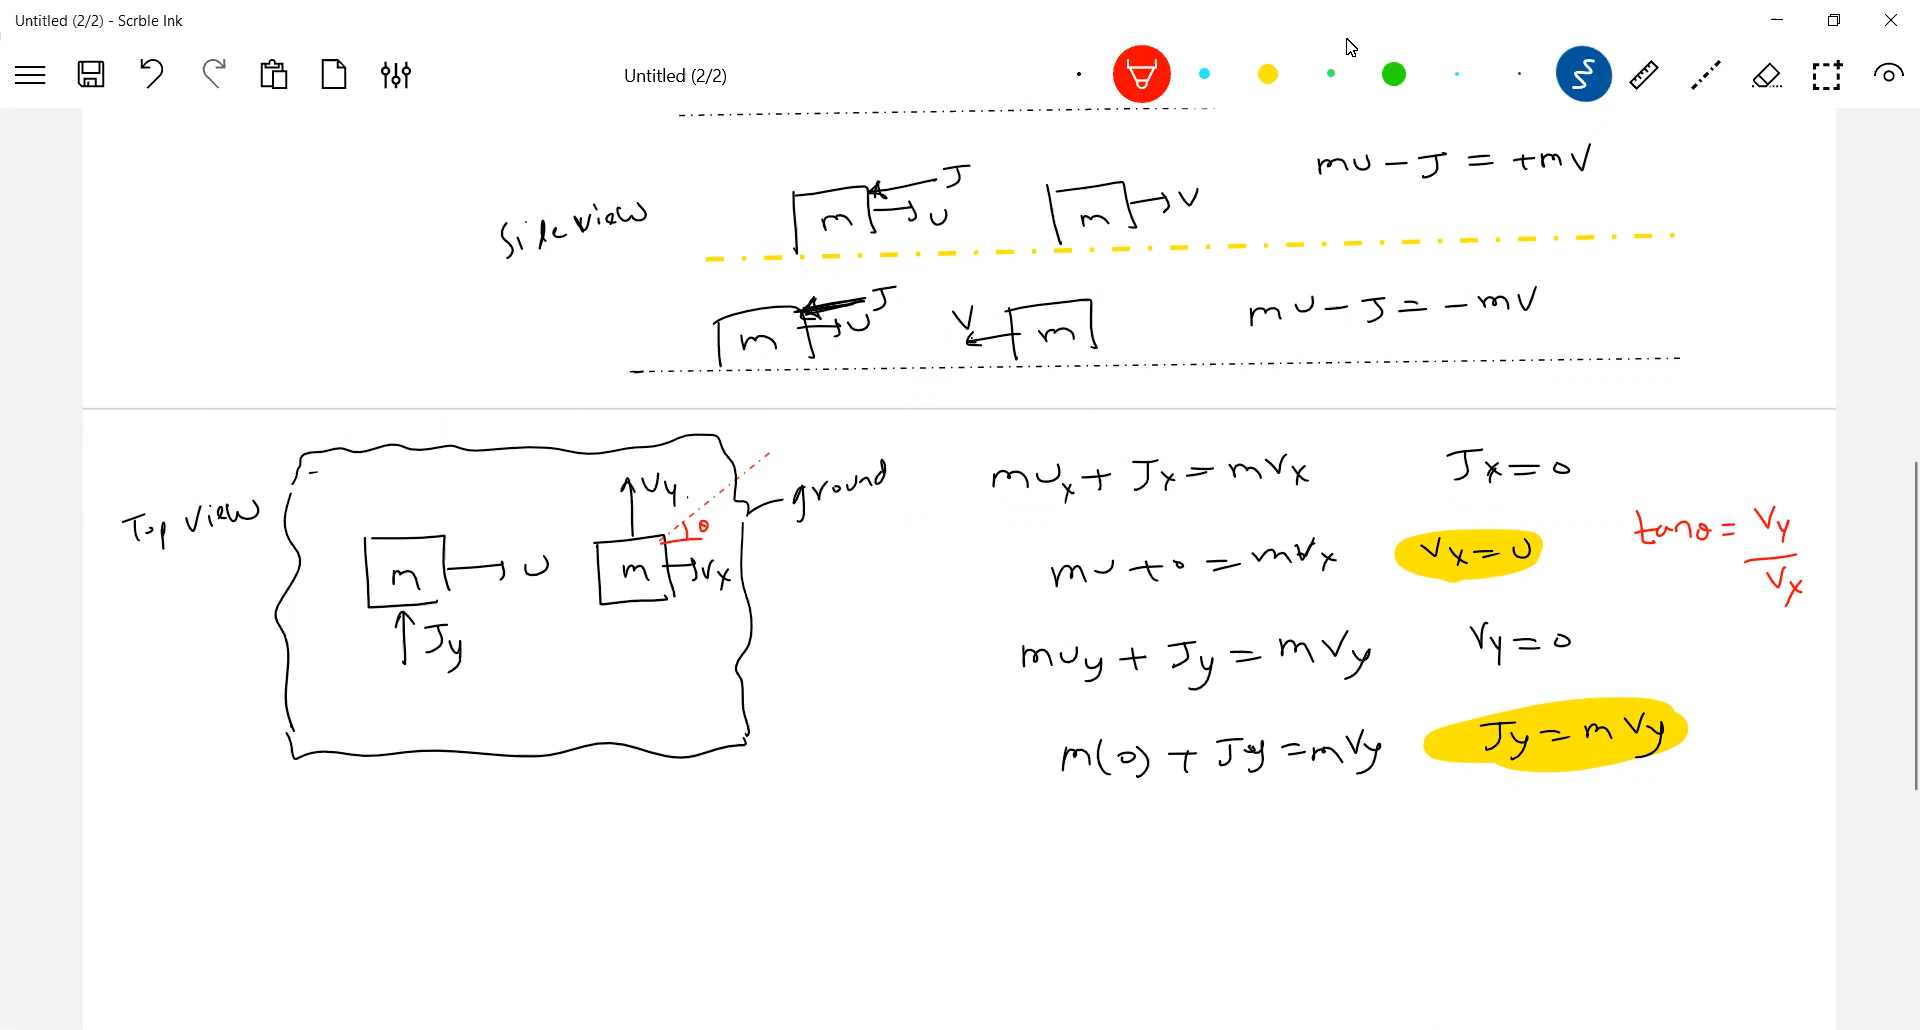 Untitled (2/2) - Scrble Ink
Untitled (2/2)
Side view
m J U
m V
mU - J = +mV
m J U
V m
mU - J = -mV
Top view
m U
Jy
m Vy Vx θ
ground
mUx + Jx = mVx
Jx = 0
mU + 0 = mVx
Vx = U
tanθ = Vy/Vx
mUy + Jy = mVy
Vy = 0
m(0) + Jy = mVy
Jy = mVy